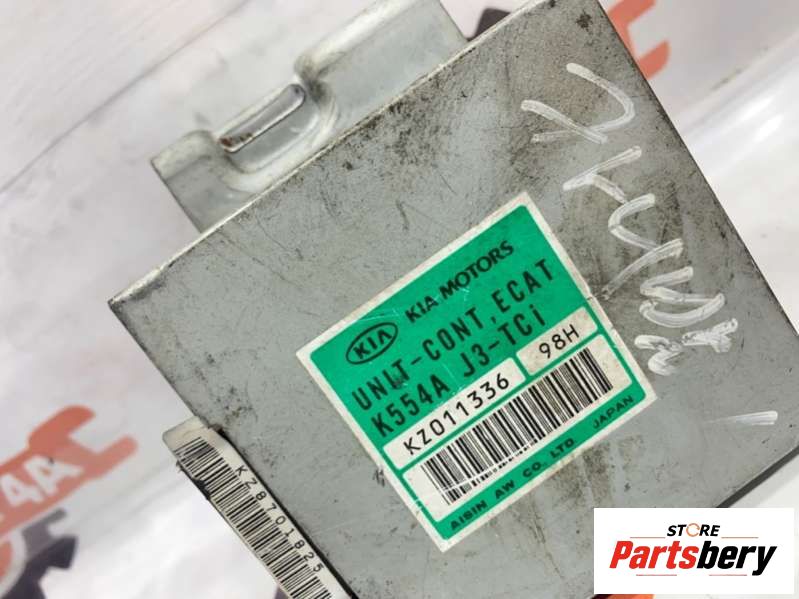 KIA KIA MOTORS
UNIT-CONT, ECAT
K554A J3-TCi
KZ011336 98H
AISIN AW CO. LTD. JAPAN
KZ8701825
STORE
Partsbery